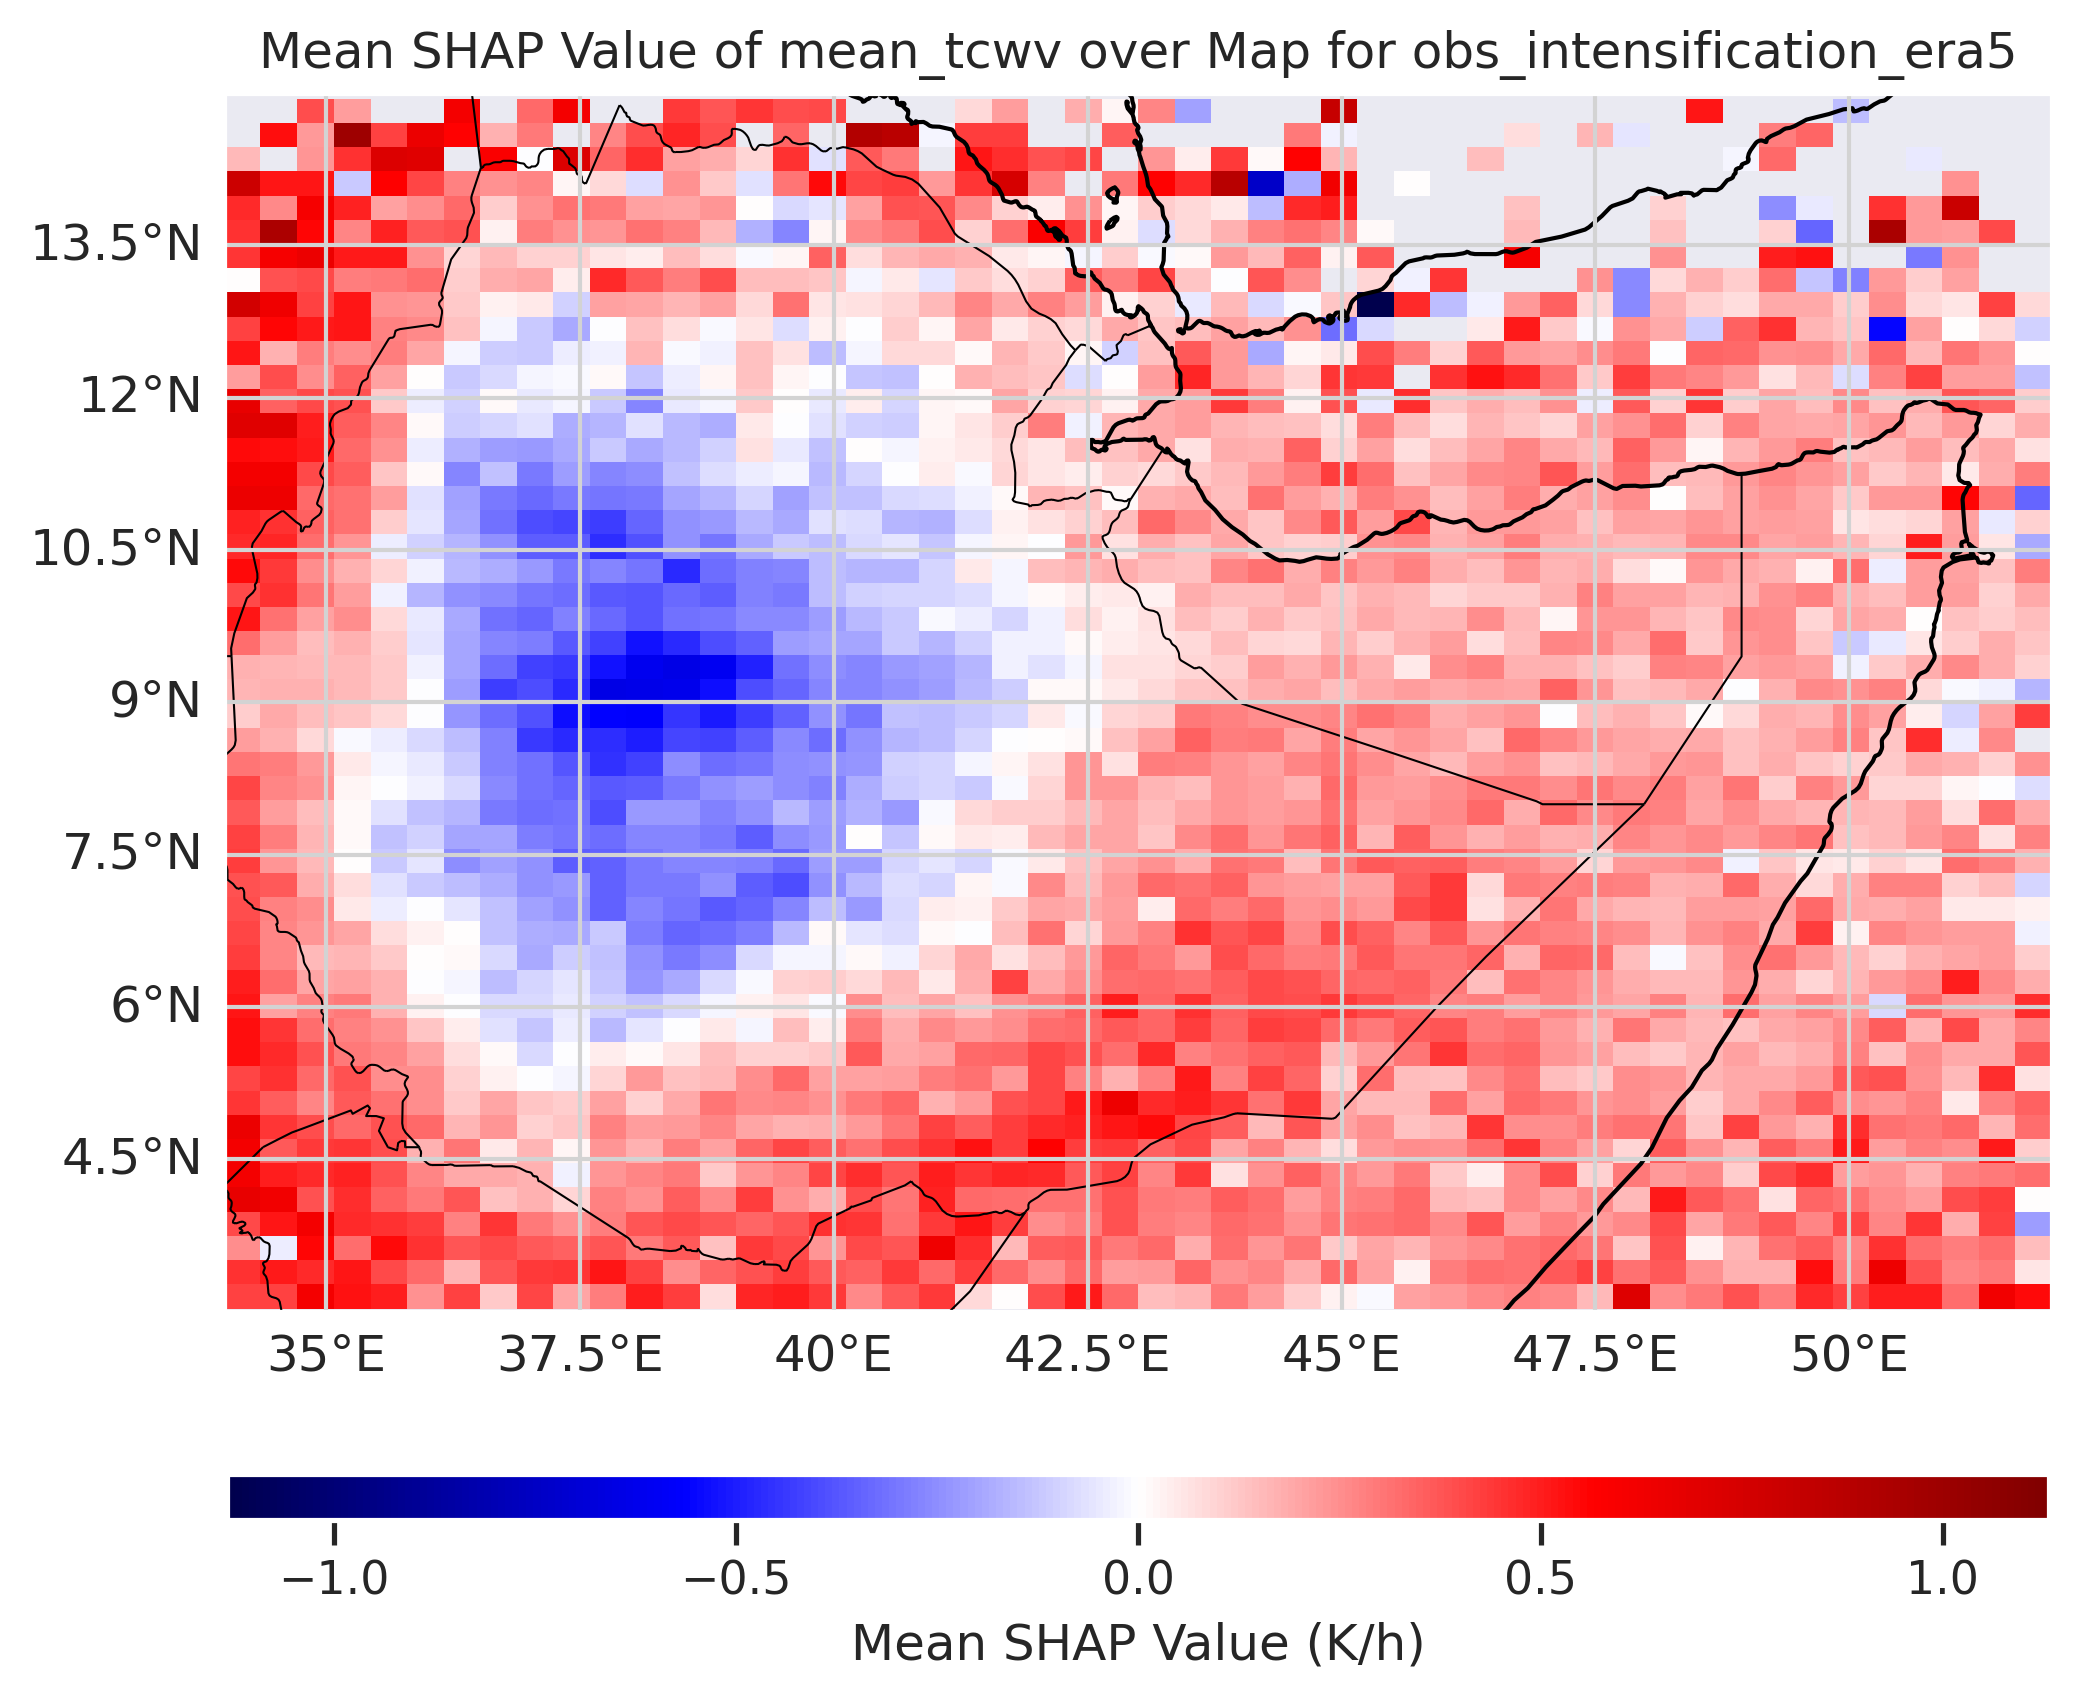 Mean SHAP Value of mean_tcwv over Map for obs_intensification_era5
13.5°N
12°N
10.5°N
9°N
7.5°N
6°N
4.5°N
35°E 37.5°E 40°E 42.5°E 45°E 47.5°E 50°E
−1.0 −0.5 0.0 0.5 1.0
Mean SHAP Value (K/h)